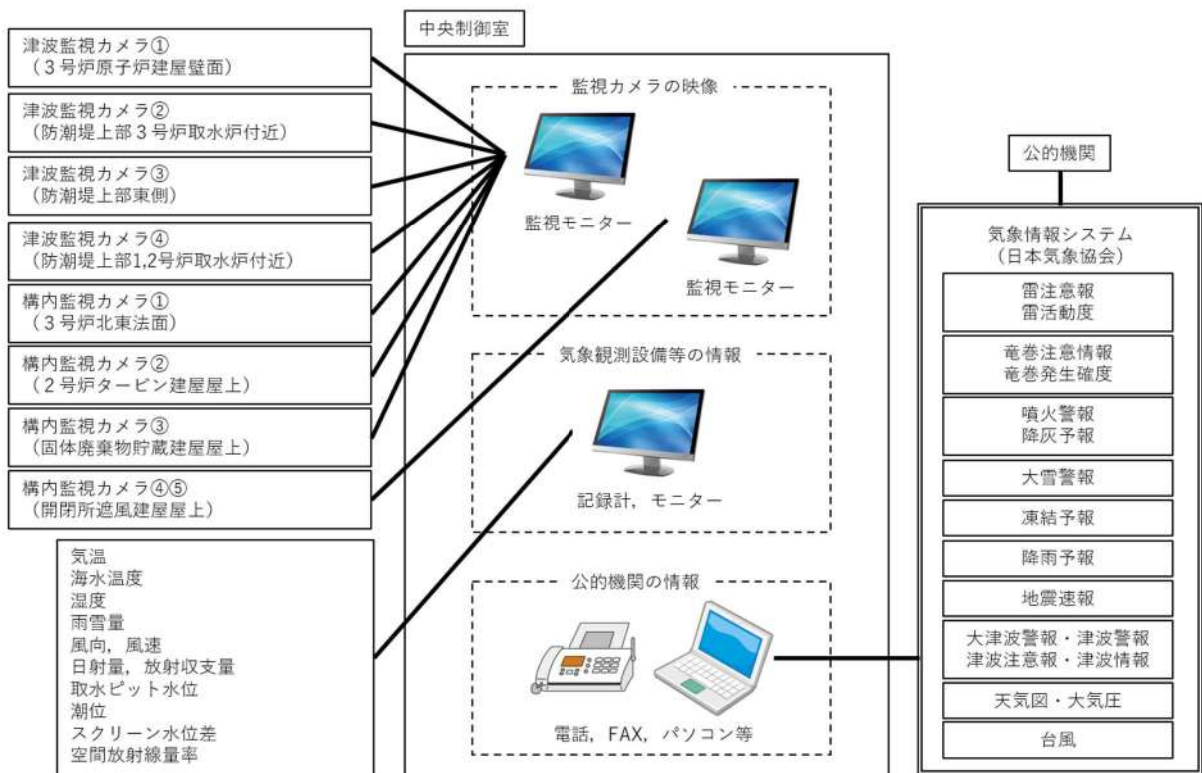 津波監視カメラ①
（３号炉原子炉建屋壁面）
津波監視カメラ②
（防潮堤上部３号炉取水炉付近）
津波監視カメラ③
（防潮堤上部東側）
津波監視カメラ④
（防潮堤上部1,2号炉取水炉付近）
構内監視カメラ①
（３号炉北東法面）
構内監視カメラ②
（２号炉タービン建屋屋上）
構内監視カメラ③
（固体廃棄物貯蔵建屋屋上）
構内監視カメラ④⑤
（開閉所遮風建屋屋上）
気温
海水温度
湿度
雨雪量
風向，風速
日射量，放射収支量
取水ピット水位
潮位
スクリーン水位差
空間放射線量率
中央制御室
監視カメラの映像
監視モニター
監視モニター
気象観測設備等の情報
記録計，モニター
公的機関の情報
電話，FAX，パソコン等
公的機関
気象情報システム
（日本気象協会）
雷注意報
雷活動度
竜巻注意情報
竜巻発生確度
噴火警報
降灰予報
大雪警報
凍結予報
降雨予報
地震速報
大津波警報・津波警報
津波注意報・津波情報
天気図・大気圧
台風